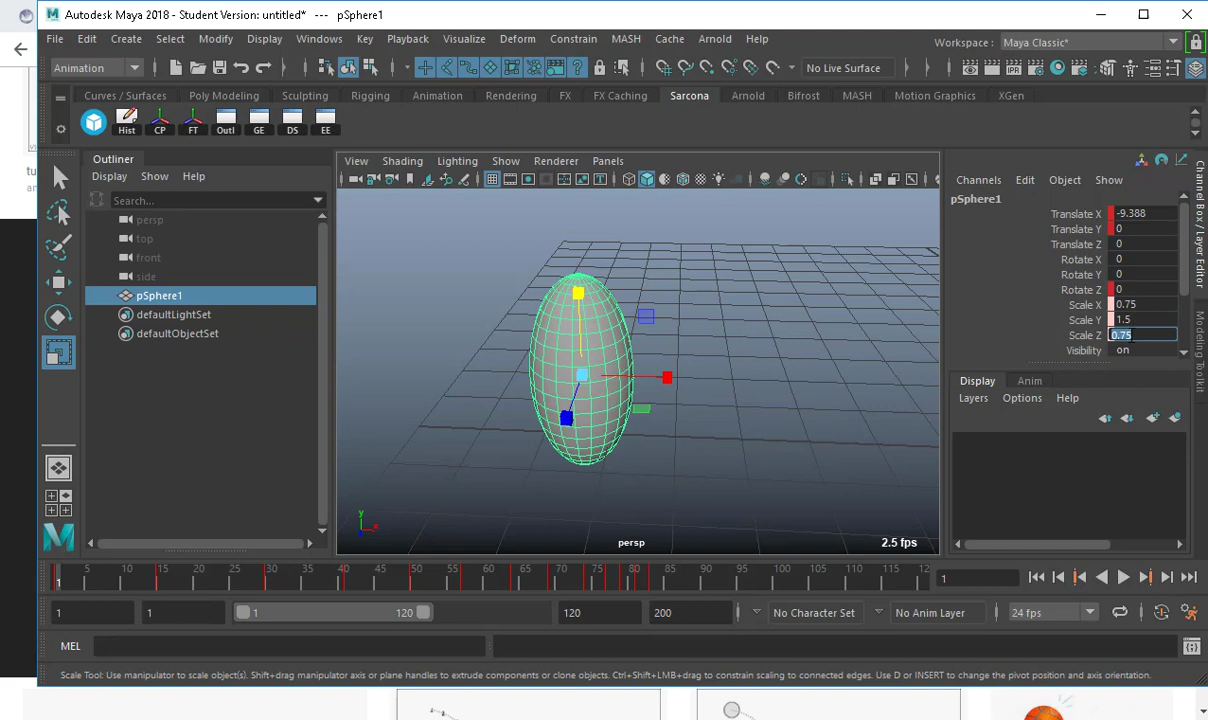 Autodesk Maya 2018 - Student Version: untitled*   ---   pSphere1
File Edit Create Select Modify Display Windows Key Playback Visualize Deform Constrain MASH Cache Arnold Help
Workspace : Maya Classic*
Animation
No Live Surface
Curves / Surfaces Poly Modeling Sculpting Rigging Animation Rendering FX FX Caching Sarcona Arnold Bifrost MASH Motion Graphics XGen
Hist CP FT Outl GE DS EE
Outliner
Display Show Help
Search...
persp
top
front
side
pSphere1
defaultLightSet
defaultObjectSet
View Shading Lighting Show Renderer Panels
y
x
persp
2.5 fps
Channels Edit Object Show
pSphere1
Translate X -9.388
Translate Y 0
Translate Z 0
Rotate X 0
Rotate Y 0
Rotate Z 0
Scale X 0.75
Scale Y 1.5
Scale Z 0.75
Visibility on
Display Anim
Layers Options Help
Channel Box / Layer Editor
Modeling Toolkit
5 10 15 20 25 30 35 40 45 50 55 60 65 70 75 80 85 90 95 100 105 110 115 12
1
1
1 1 1 120 120 200
No Character Set
No Anim Layer
24 fps
MEL
Scale Tool: Use manipulator to scale object(s). Shift+drag manipulator axis or plane handles to extrude components or clone objects. Ctrl+Shift+LMB+drag to constrain scaling to connected edges. Use D or INSERT to change the pivot position and axis orientation.